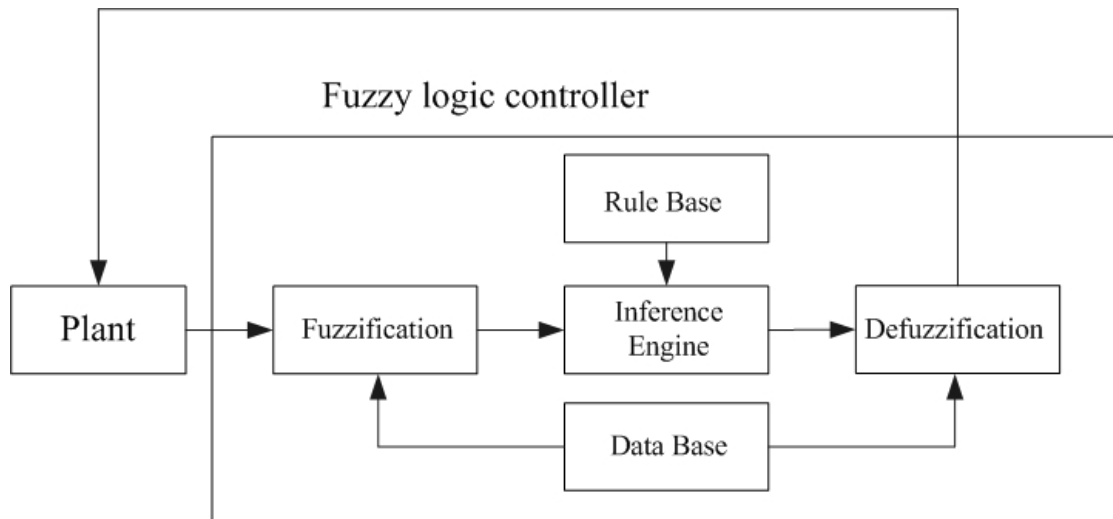 Fuzzy logic controller
Rule Base
Plant
Fuzzification
Inference
Engine
Defuzzification
Data Base